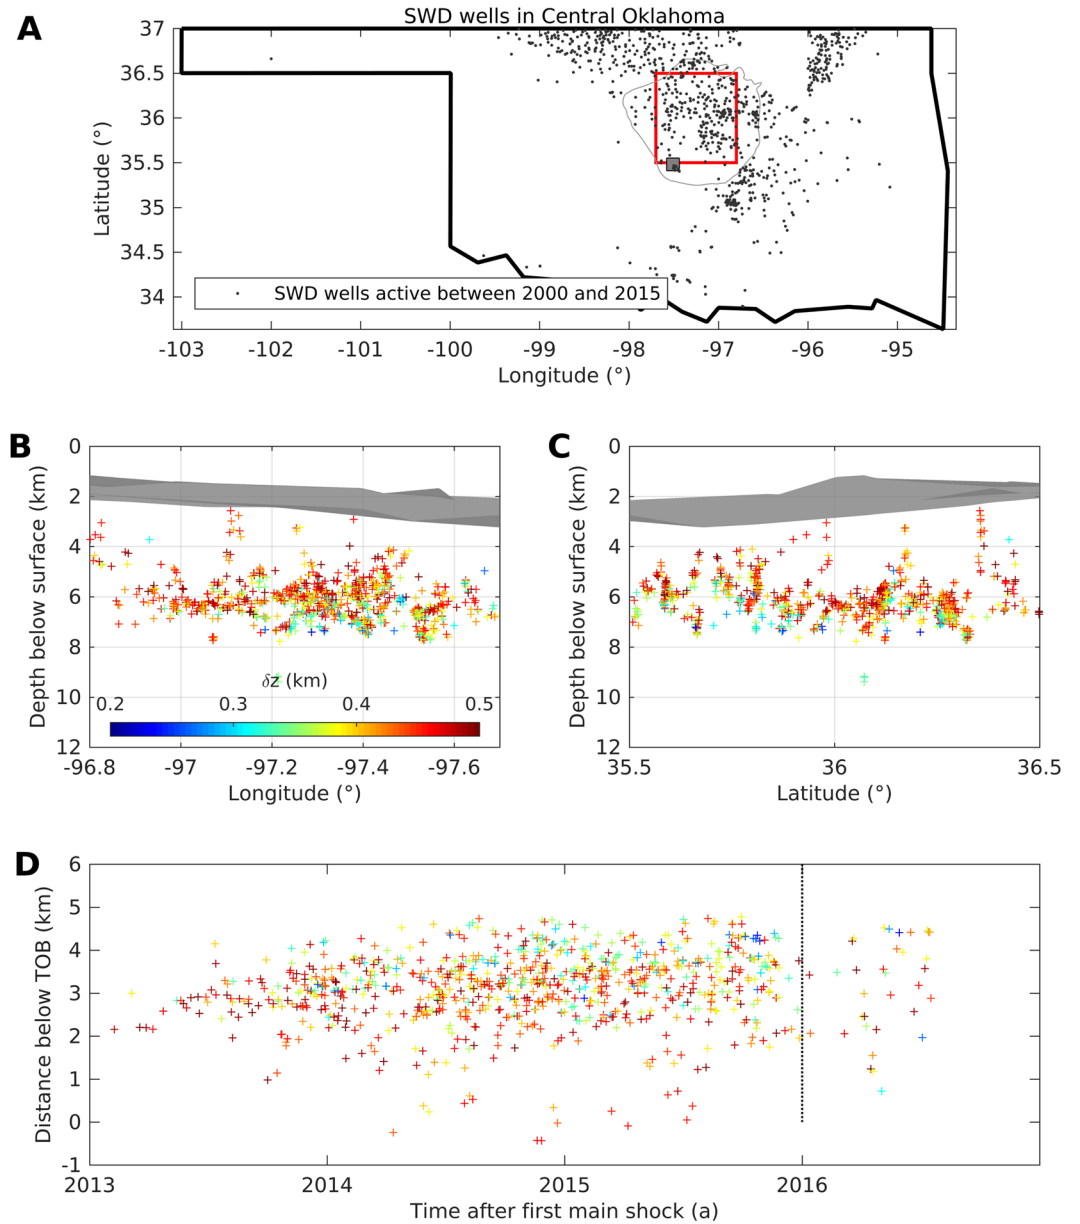 A
SWD wells in Central Oklahoma
37
36.5
36
35.5
35
34.5
34
Latitude (°)
SWD wells active between 2000 and 2015
-103 -102 -101 -100 -99 -98 -97 -96 -95
Longitude (°)
B
0
2
4
6
8
10
12
Depth below surface (km)
δz (km)
0.2 0.3 0.4 0.5
-96.8 -97 -97.2 -97.4 -97.6
Longitude (°)
C
0
2
4
6
8
10
12
Depth below surface (km)
35.5 36 36.5
Latitude (°)
D
6
5
4
3
2
1
0
-1
Distance below TOB (km)
2013 2014 2015 2016
Time after first main shock (a)